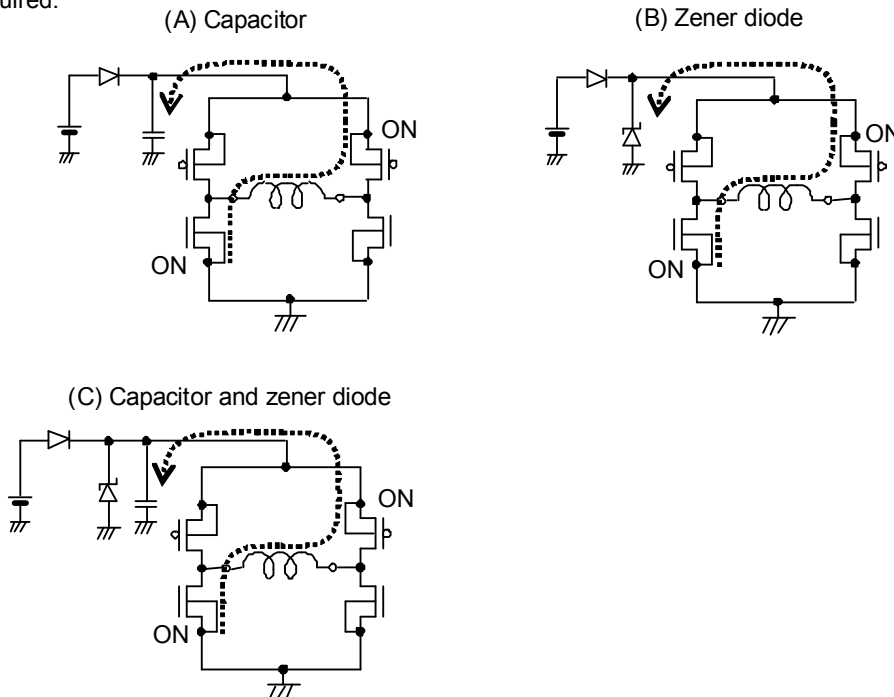 uired.
(A) Capacitor
(B) Zener diode
ON
ON
ON
ON
(C) Capacitor and zener diode
ON
ON